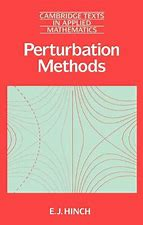 CAMBRIDGE TEXTS
IN APPLIED
MATHEMATICS
Perturbation
Methods
E.J. HINCH